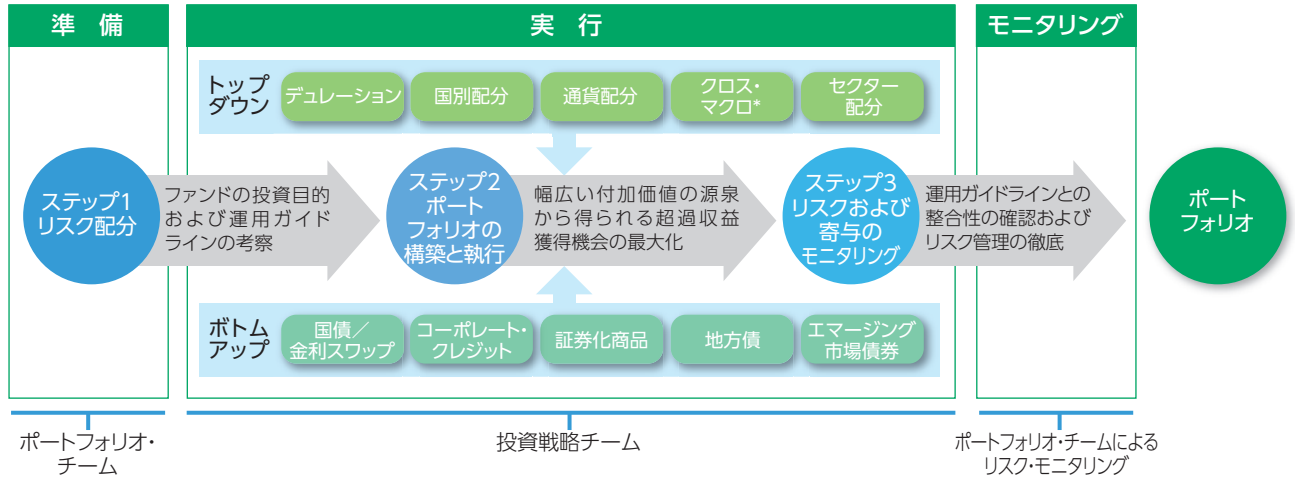 準 備
実 行
モニタリング
トップ
ダウン
デュレーション
国別配分
通貨配分
クロス・
マクロ*
セクター
配分
ステップ1
リスク配分
ファンドの投資目的
および運用ガイド
ラインの考察
ステップ2
ポート
フォリオの
構築と執行
幅広い付加価値の源泉
から得られる超過収益
獲得機会の最大化
ステップ3
リスクおよび
寄与の
モニタリング
運用ガイドラインとの
整合性の確認および
リスク管理の徹底
ポート
フォリオ
ボトム
アップ
国債／
金利スワップ
コーポレート・
クレジット
証券化商品
地方債
エマージング
市場債券
ポートフォリオ・
チーム
投資戦略チーム
ポートフォリオ・チームによる
リスク・モニタリング